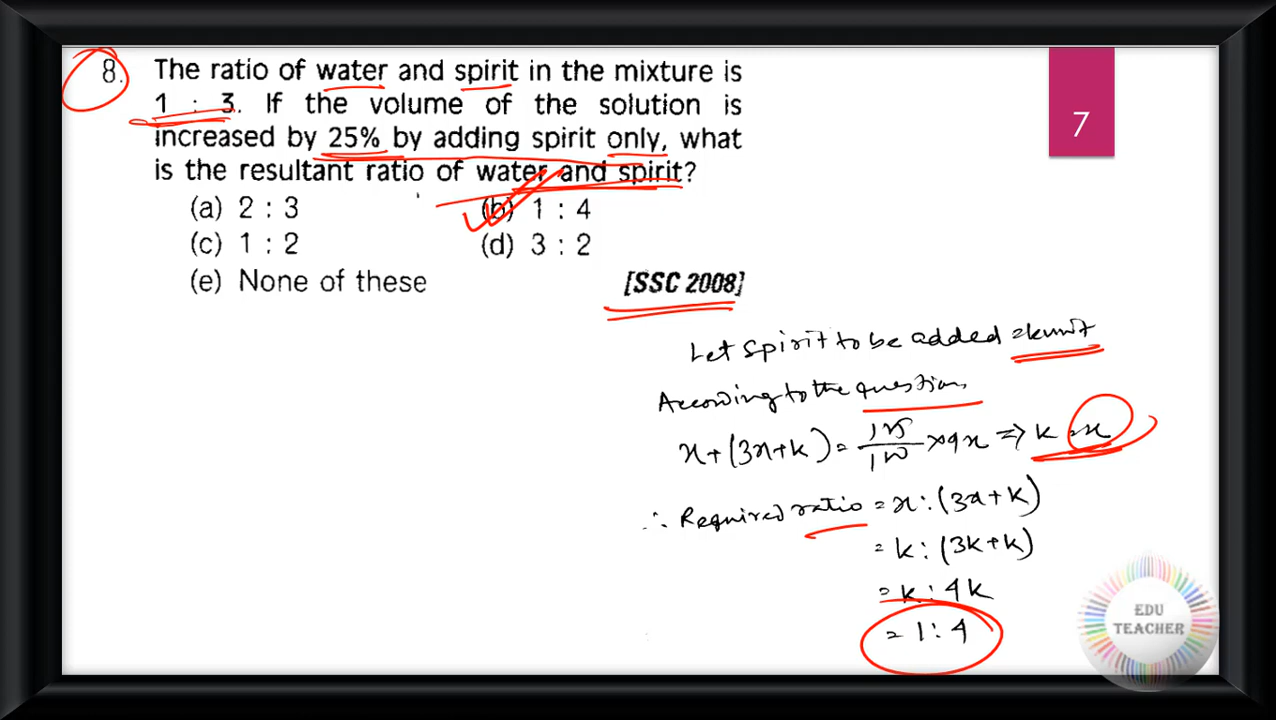 8. The ratio of water and spirit in the mixture is
1 : 3. If the volume of the solution is
increased by 25% by adding spirit only, what
is the resultant ratio of water and spirit?
(a) 2 : 3 (b) 1 : 4
(c) 1 : 2 (d) 3 : 2
(e) None of these [SSC 2008]
7
Let spirit to be added = k unit
According to the question,
x + (3x + k) = 125/100 × 4x ⇒ k = x
∴ Required ratio = x : (3x + k)
= k : (3k + k)
= k : 4k
= 1 : 4
EDU
TEACHER